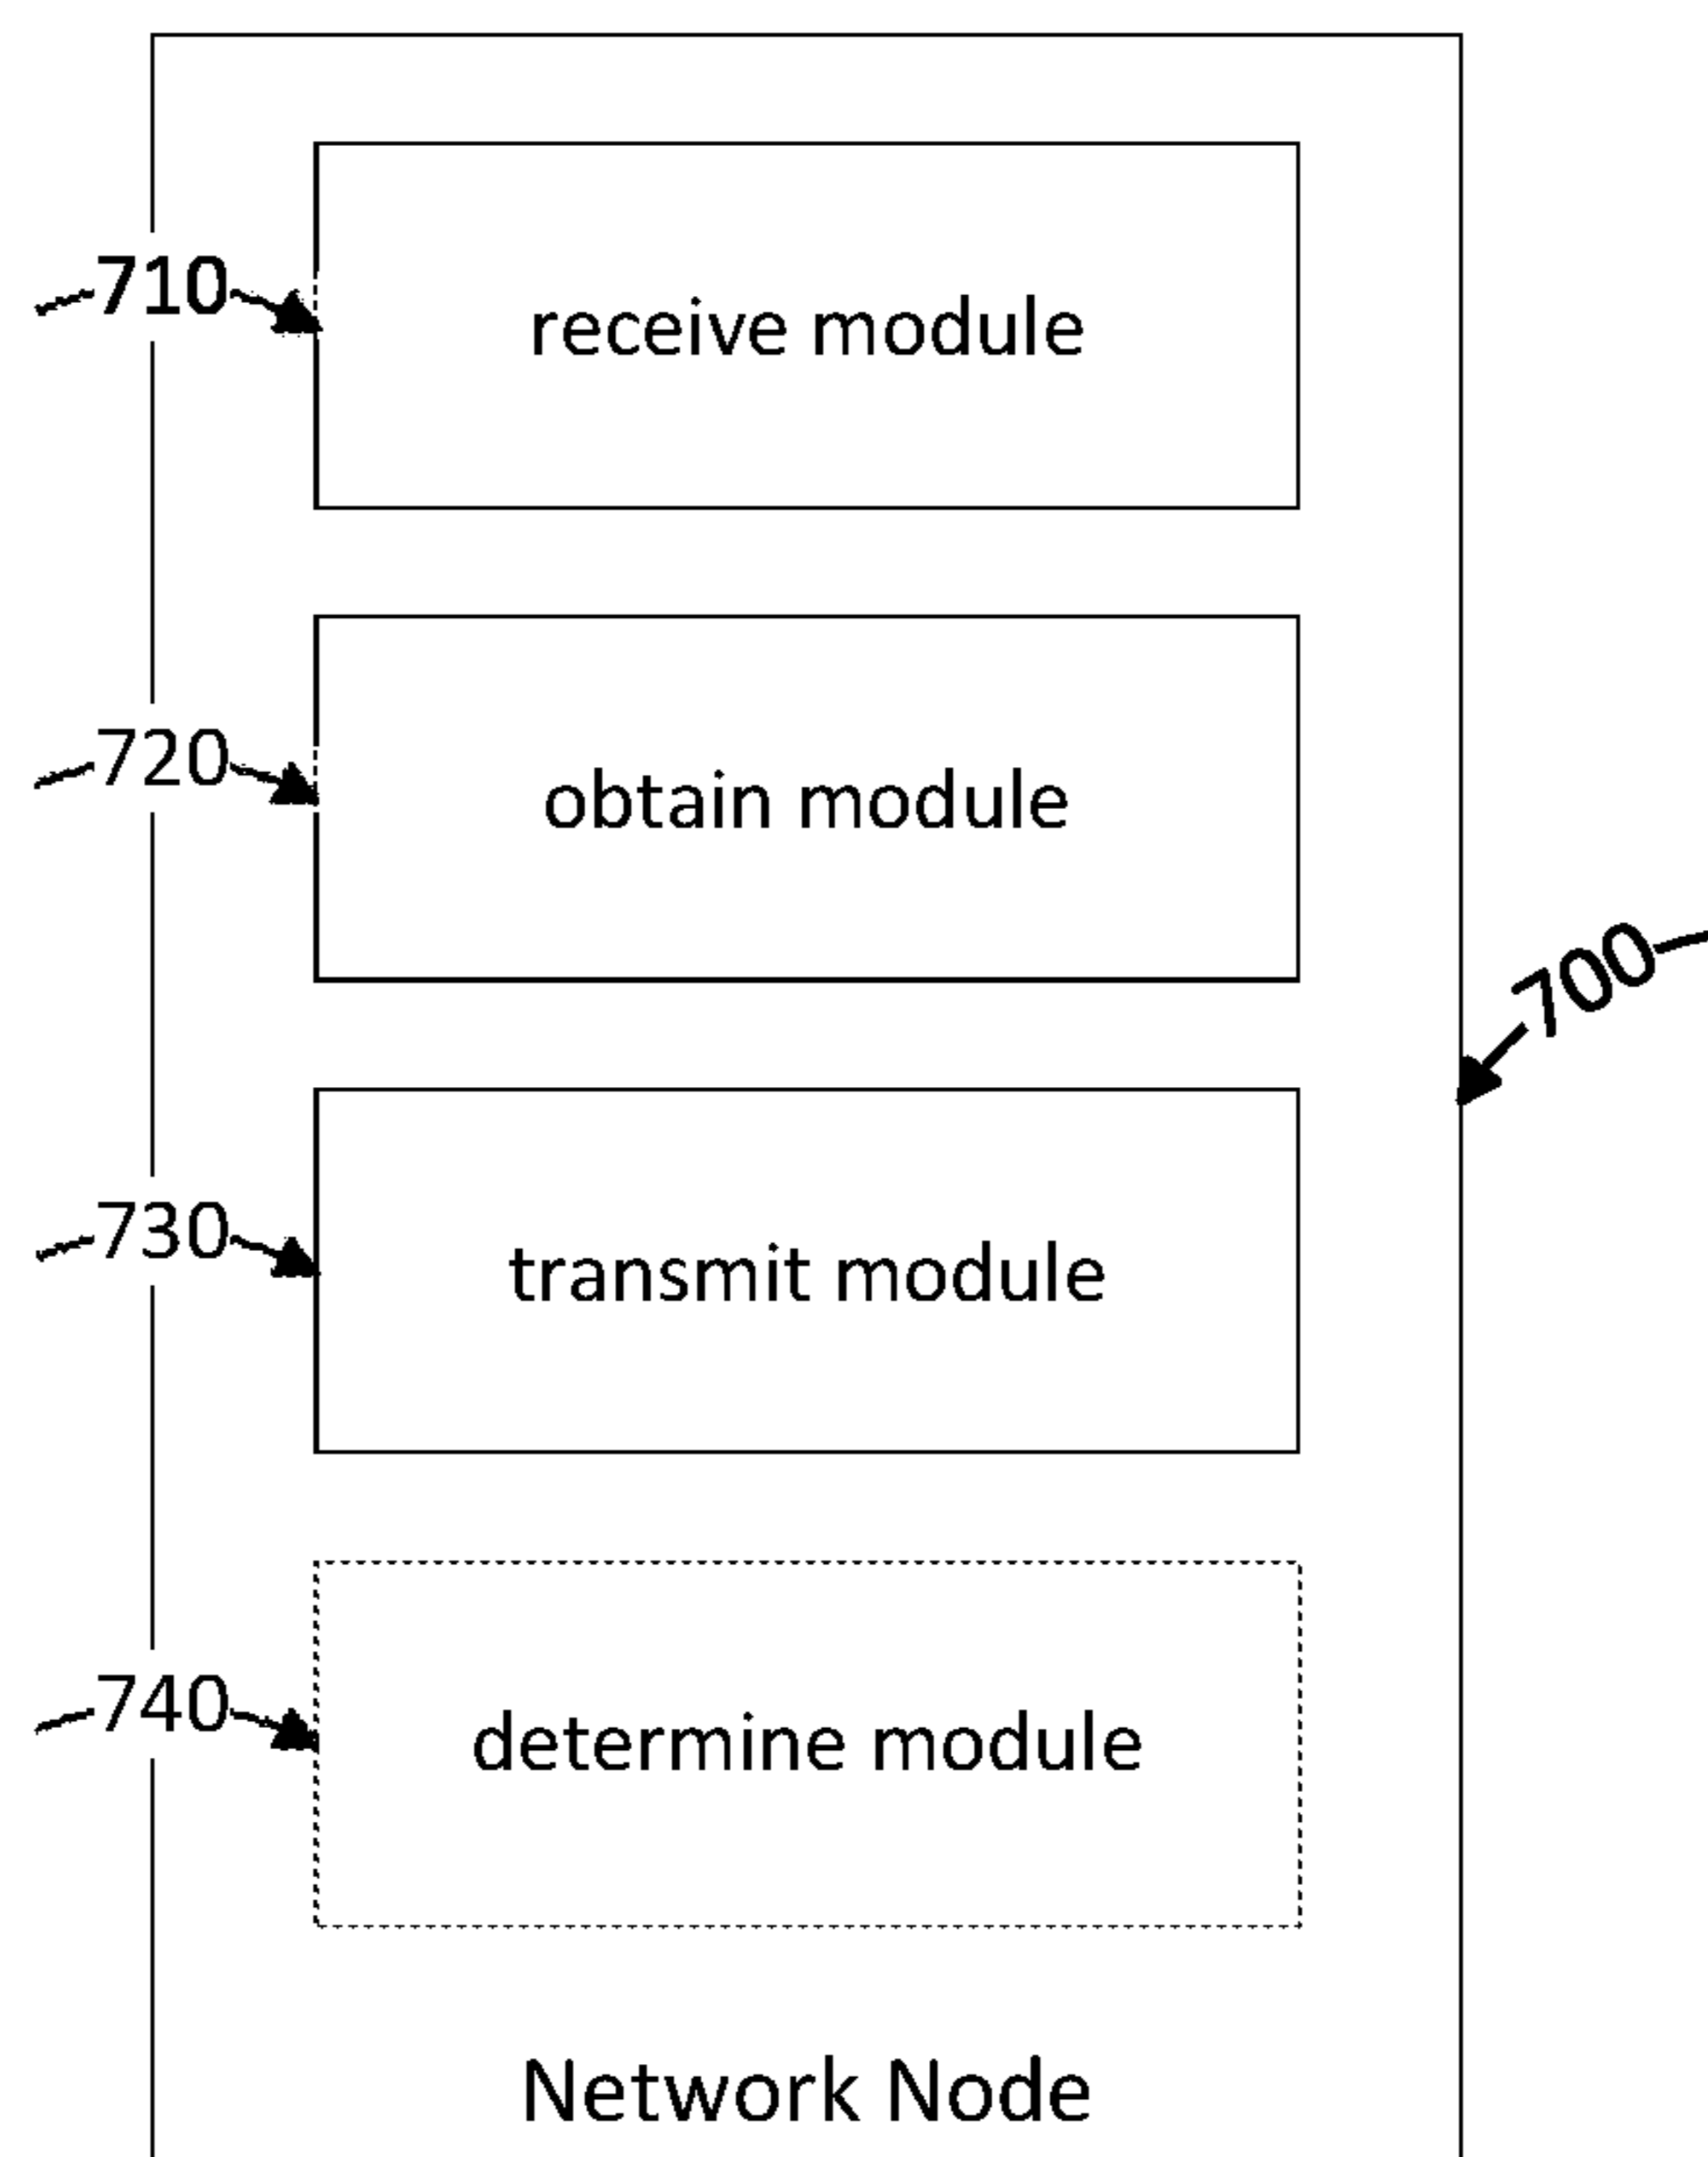 710
receive module
720
obtain module
700
730
transmit module
740
determine module
Network Node